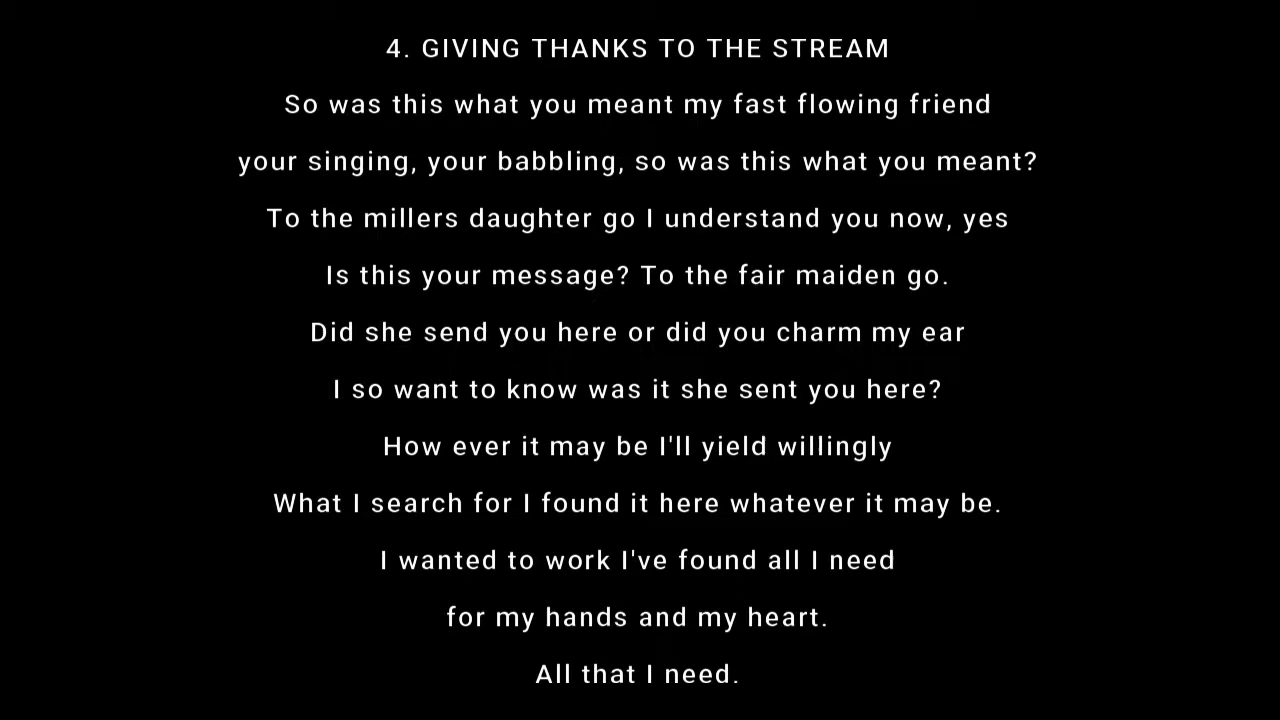 4. GIVING THANKS TO THE STREAM
So was this what you meant my fast flowing friend
your singing, your babbling, so was this what you meant?
To the millers daughter go I understand you now, yes
Is this your message? To the fair maiden go.
Did she send you here or did you charm my ear
I so want to know was it she sent you here?
How ever it may be I'll yield willingly
What I search for I found it here whatever it may be.
I wanted to work I've found all I need
for my hands and my heart.
All that I need.